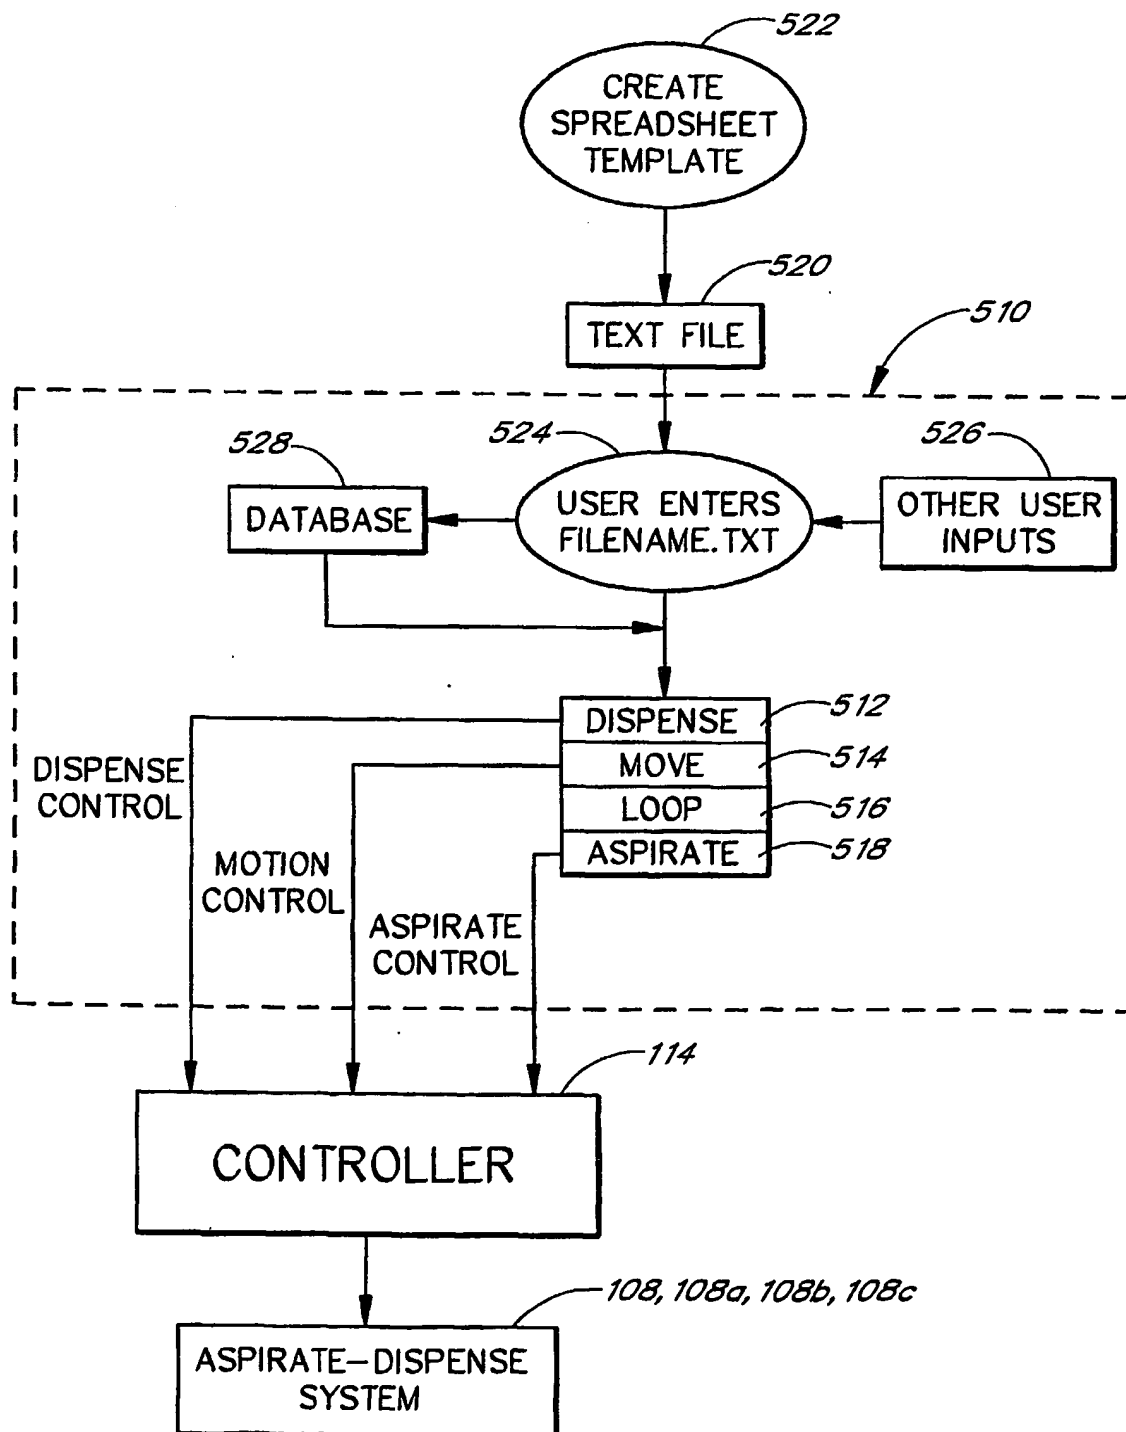 522
CREATE
SPREADSHEET
TEMPLATE
520
TEXT FILE
510
528
DATABASE
524
USER ENTERS
FILENAME.TXT
526
OTHER USER
INPUTS
DISPENSE
512
MOVE
514
LOOP
516
ASPIRATE
518
DISPENSE
CONTROL
MOTION
CONTROL
ASPIRATE
CONTROL
114
CONTROLLER
108, 108a, 108b, 108c
ASPIRATE-DISPENSE
SYSTEM